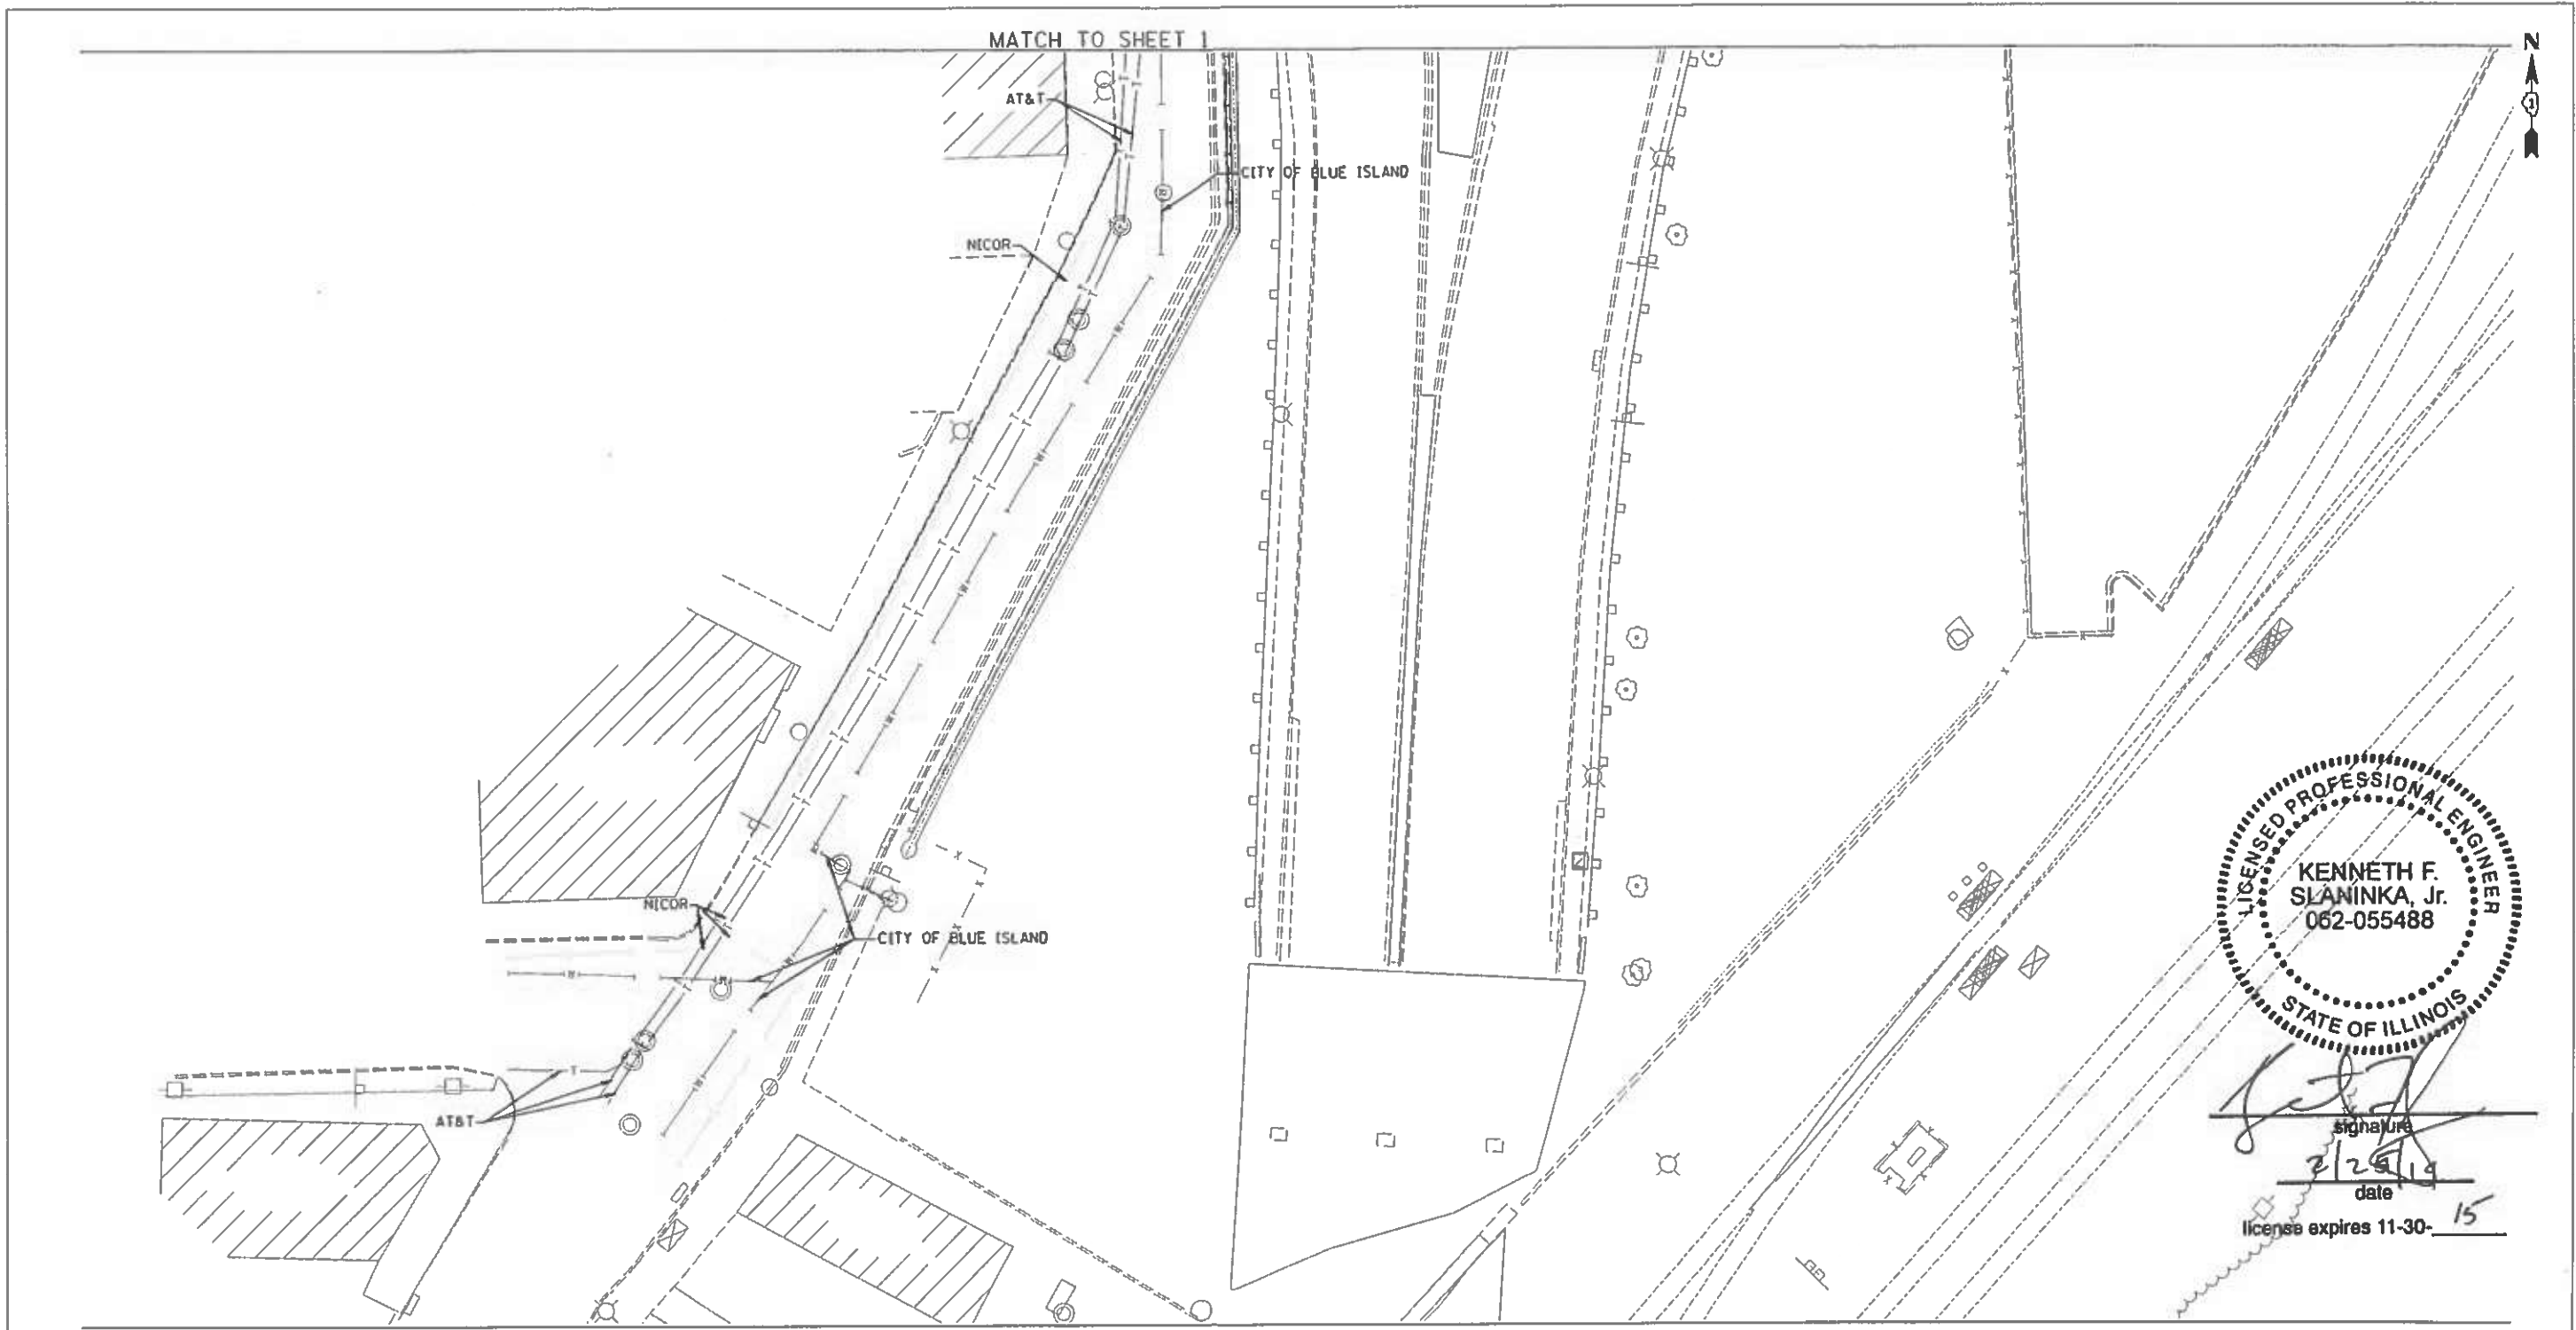 MATCH TO SHEET 1
N
1
AT&T
CITY OF BLUE ISLAND
NICOR
NICOR
CITY OF BLUE ISLAND
AT&T
LICENSED PROFESSIONAL ENGINEER
KENNETH F.
SLANINKA, Jr.
062-055488
STATE OF ILLINOIS
signature
date
license expires 11-30-15